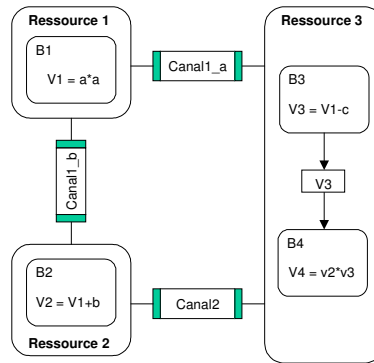 Ressource 1
B1
V1 = a*a
Canal1_a
Ressource 3
B3
V3 = V1-c
V3
B4
V4 = v2*v3
Canal1_b
B2
V2 = V1+b
Ressource 2
Canal2